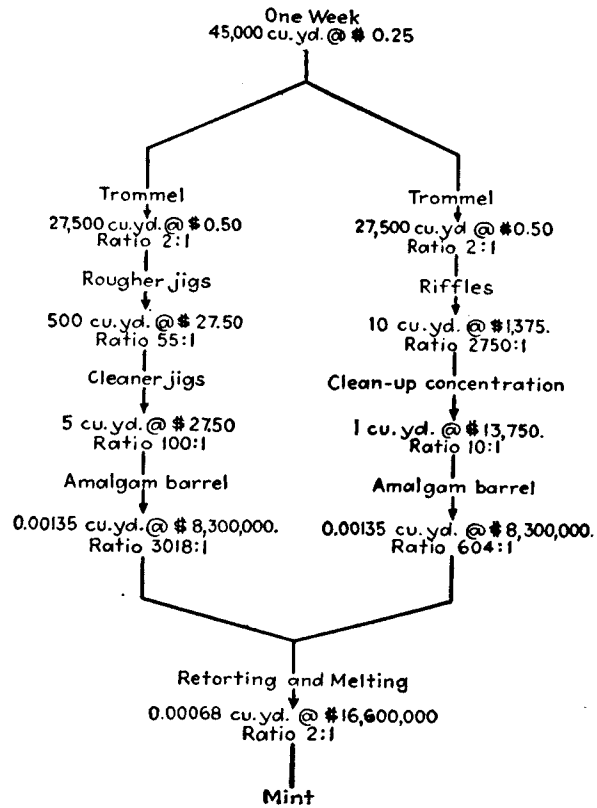 One Week
45,000 cu.yd. @ $ 0.25
Trommel
27,500 cu.yd. @ $0.50
Ratio 2:1
Rougher jigs
500 cu.yd. @ $ 27.50
Ratio 55:1
Cleaner jigs
5 cu.yd. @ $2750
Ratio 100:1
Amalgam barrel
0.00135 cu.yd. @ $8,300,000.
Ratio 3018:1
Trommel
27,500 cu.yd @ $0.50
Ratio 2:1
Riffles
10 cu.yd. @ $1,375.
Ratio 2750:1
Clean-up concentration
1 cu.yd. @ $13,750.
Ratio 10:1
Amalgam barrel
0.00135 cu.yd. @ $8,300,000.
Ratio 604:1
Retorting and Melting
0.00068 cu.yd. @ $16,600,000
Ratio 2:1
Mint